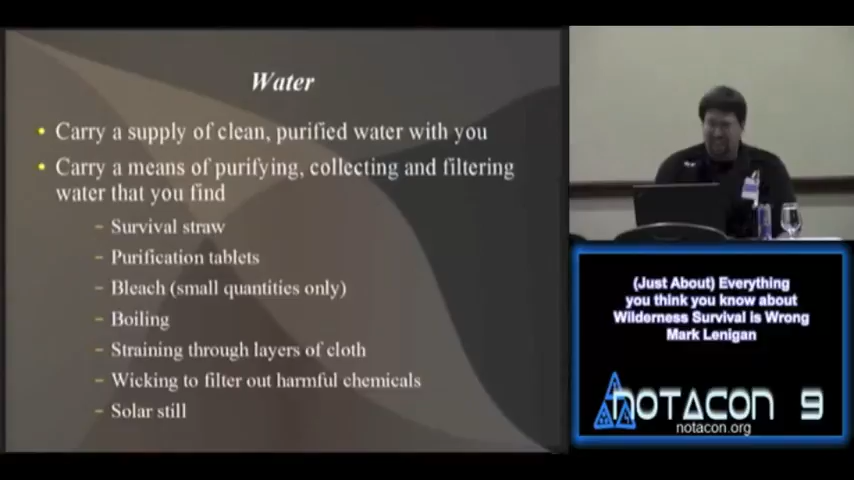 Water
• Carry a supply of clean, purified water with you
• Carry a means of purifying, collecting and filtering
water that you find
– Survival straw
– Purification tablets
– Bleach (small quantities only)
– Boiling
– Straining through layers of cloth
– Wicking to filter out harmful chemicals
– Solar still
(Just About) Everything
you think you know about
Wilderness Survival is Wrong
Mark Lenigan
NOTACON 9
notacon.org